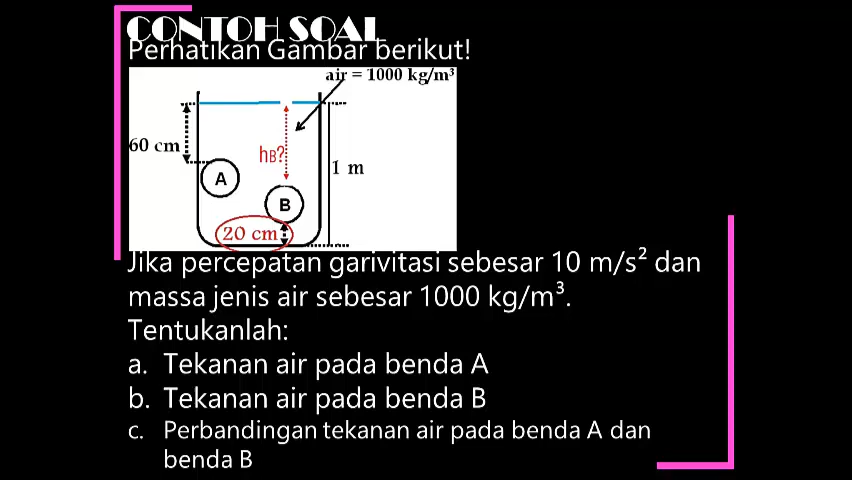 CONTOH SOAL
Perhatikan Gambar berikut!
air = 1000 kg/m³
60 cm
hB?
1 m
A
B
20 cm
Jika percepatan garivitasi sebesar 10 m/s² dan
massa jenis air sebesar 1000 kg/m³.
Tentukanlah:
a. Tekanan air pada benda A
b. Tekanan air pada benda B
c. Perbandingan tekanan air pada benda A dan
benda B